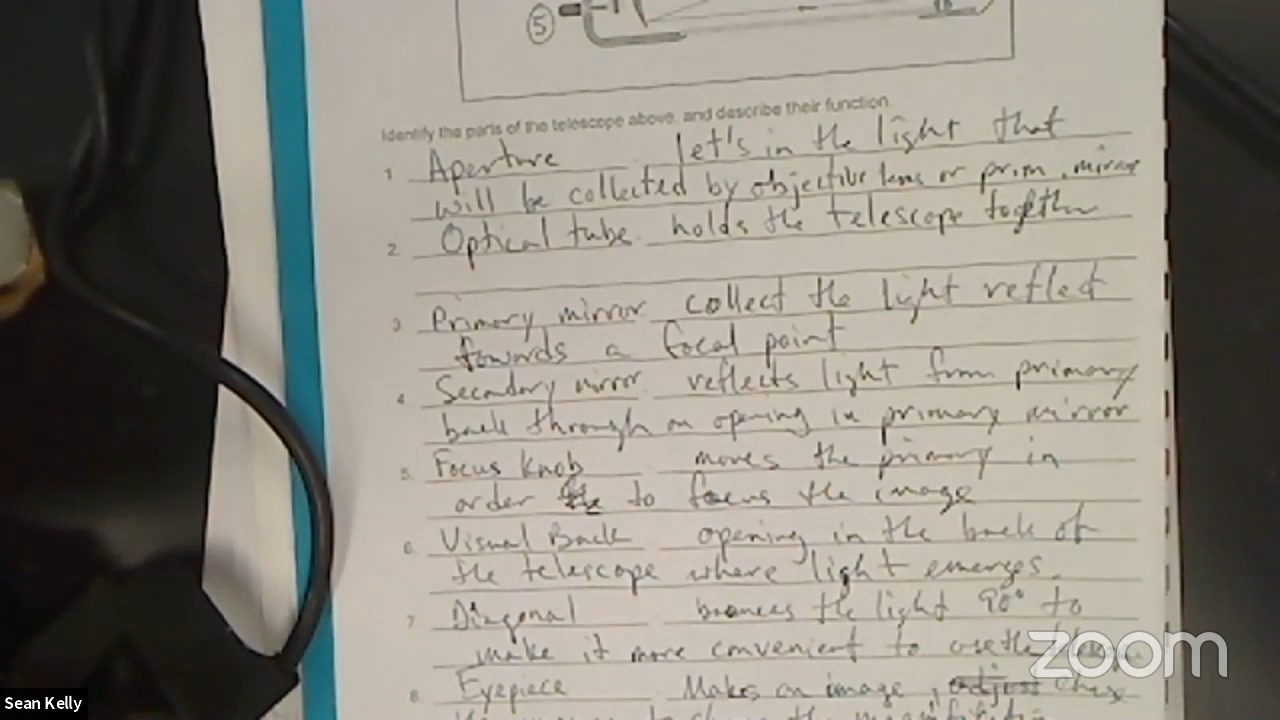 5
Identify the parts of the telescope above, and describe their function.
1 Aperture let's in the light that
will be collected by objective lens or prim. mirror
2 Optical tube holds the telescope together
3 Primary mirror collect the light reflect
towards a focal point
4 Secondary mirror reflects light from primary
back through an opening in primary mirror
5 Focus knob moves the primary in
order to focus the image
6 Visual Back opening in the back of
the telescope where light emerges.
7 Diagonal bounces the light 90° to
make it more convenient to use the
8 Eyepiece Makes an image, adjust
to change the
zoom
Sean Kelly